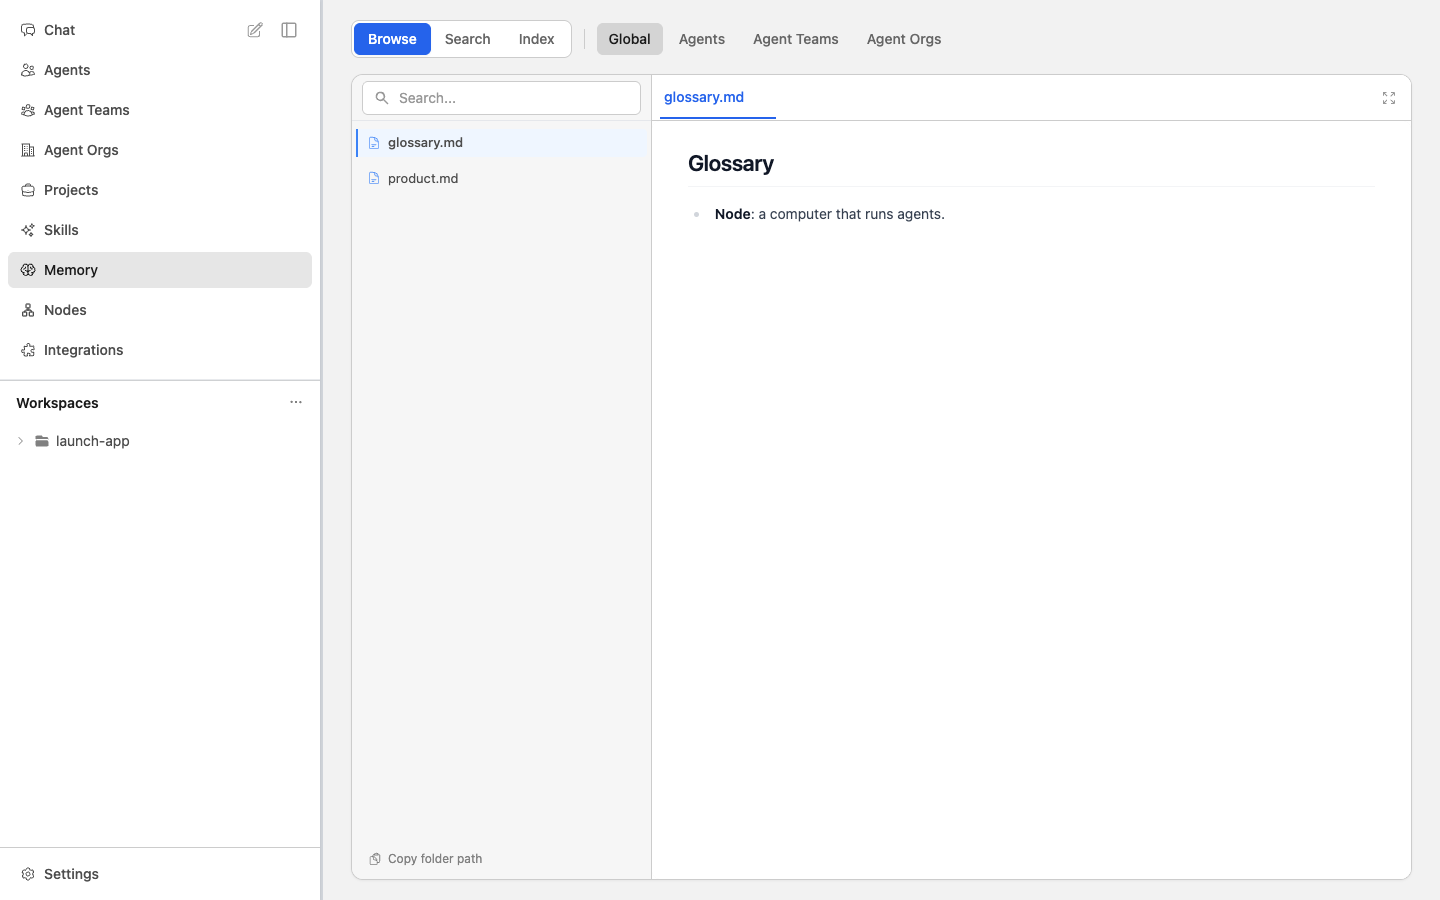 Chat
Agents
Agent Teams
Agent Orgs
Projects
Skills
Memory
Nodes
Integrations
Workspaces
launch-app
Settings
Browse Search Index Global Agents Agent Teams Agent Orgs
Search...
glossary.md
product.md
Copy folder path
glossary.md
Glossary
Node: a computer that runs agents.